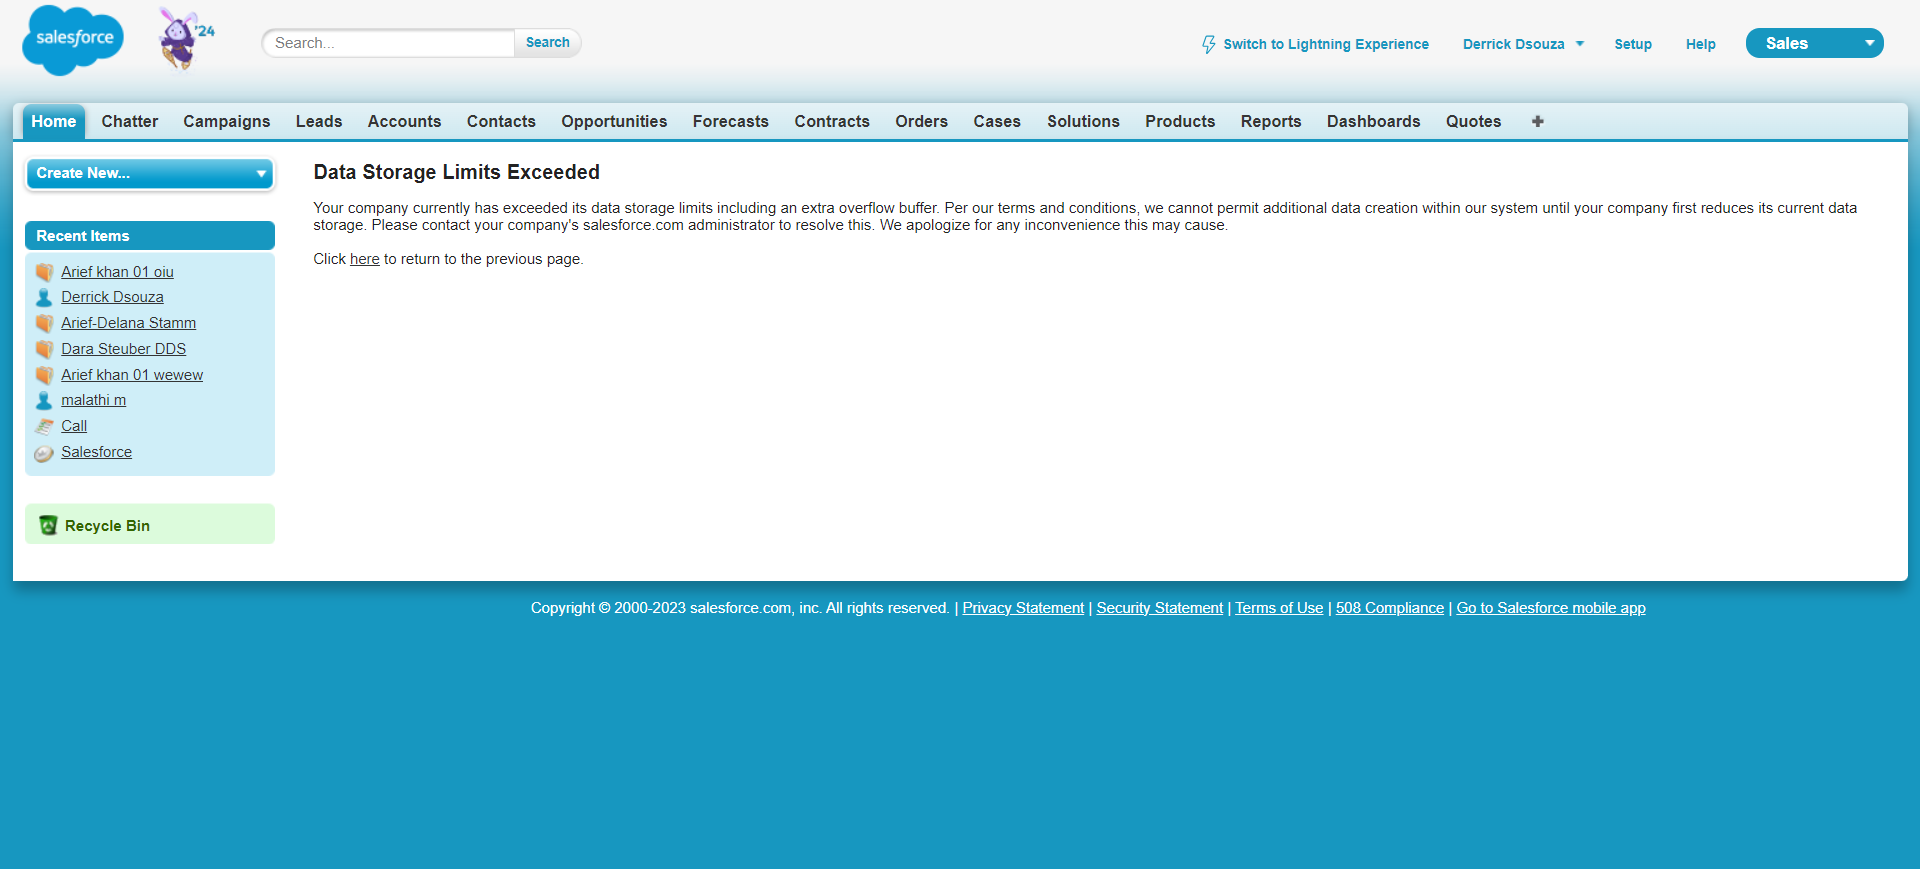 salesforce
'24
Search...
Search
Switch to Lightning Experience
Derrick Dsouza
Setup
Help
Sales
Home Chatter Campaigns Leads Accounts Contacts Opportunities Forecasts Contracts Orders Cases Solutions Products Reports Dashboards Quotes +
Create New...
Recent Items
Arief khan 01 oiu
Derrick Dsouza
Arief-Delana Stamm
Dara Steuber DDS
Arief khan 01 wewew
malathi m
Call
Salesforce
Recycle Bin
Data Storage Limits Exceeded
Your company currently has exceeded its data storage limits including an extra overflow buffer. Per our terms and conditions, we cannot permit additional data creation within our system until your company first reduces its current data
storage. Please contact your company's salesforce.com administrator to resolve this. We apologize for any inconvenience this may cause.
Click here to return to the previous page.
Copyright © 2000-2023 salesforce.com, inc. All rights reserved. | Privacy Statement | Security Statement | Terms of Use | 508 Compliance | Go to Salesforce mobile app